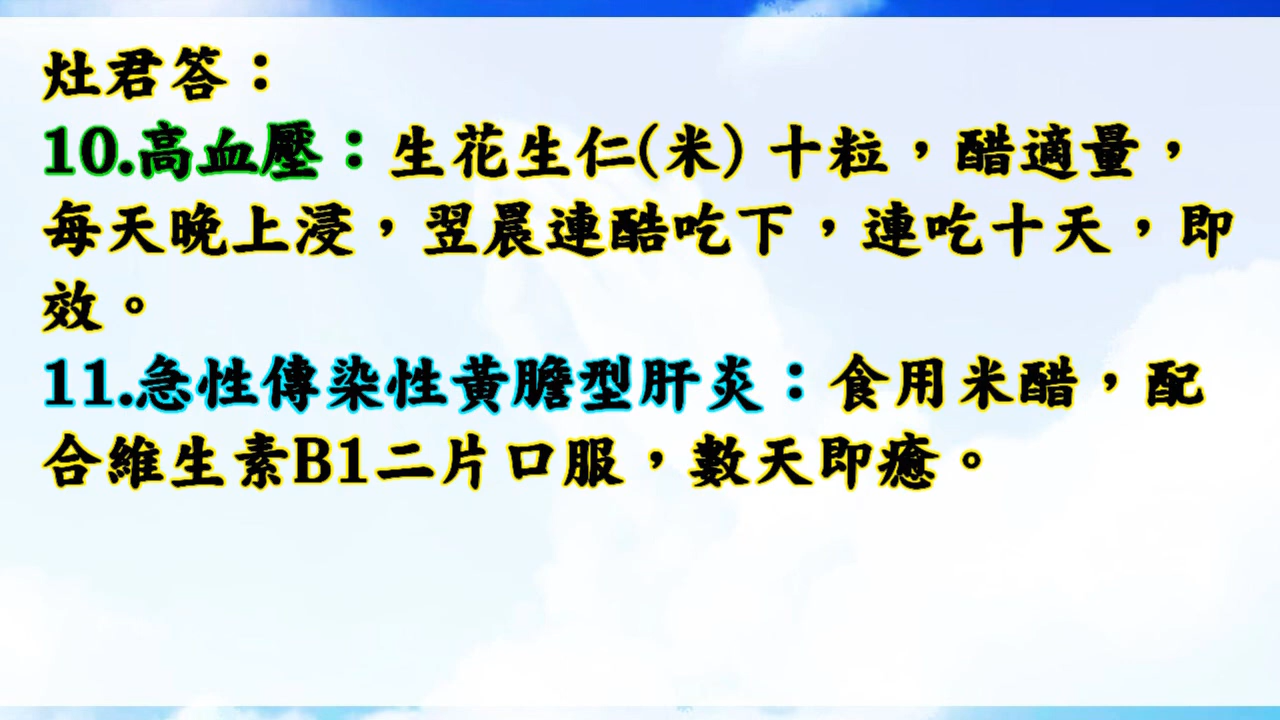 灶君答：
10.高血壓：生花生仁(米) 十粒，醋適量，
每天晚上浸，翌晨連酷吃下，連吃十天，即
效。
11.急性傳染性黃膽型肝炎：食用米醋，配
合維生素B1二片口服，數天即癒。